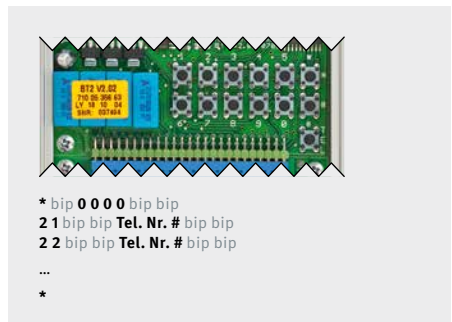 BT2 V2.02
710 05 356 63
LY 18 10 04
SNR: 037484
* bip 0 0 0 0 bip bip
2 1 bip bip Tel. Nr. # bip bip
2 2 bip bip Tel. Nr. # bip bip
...
*